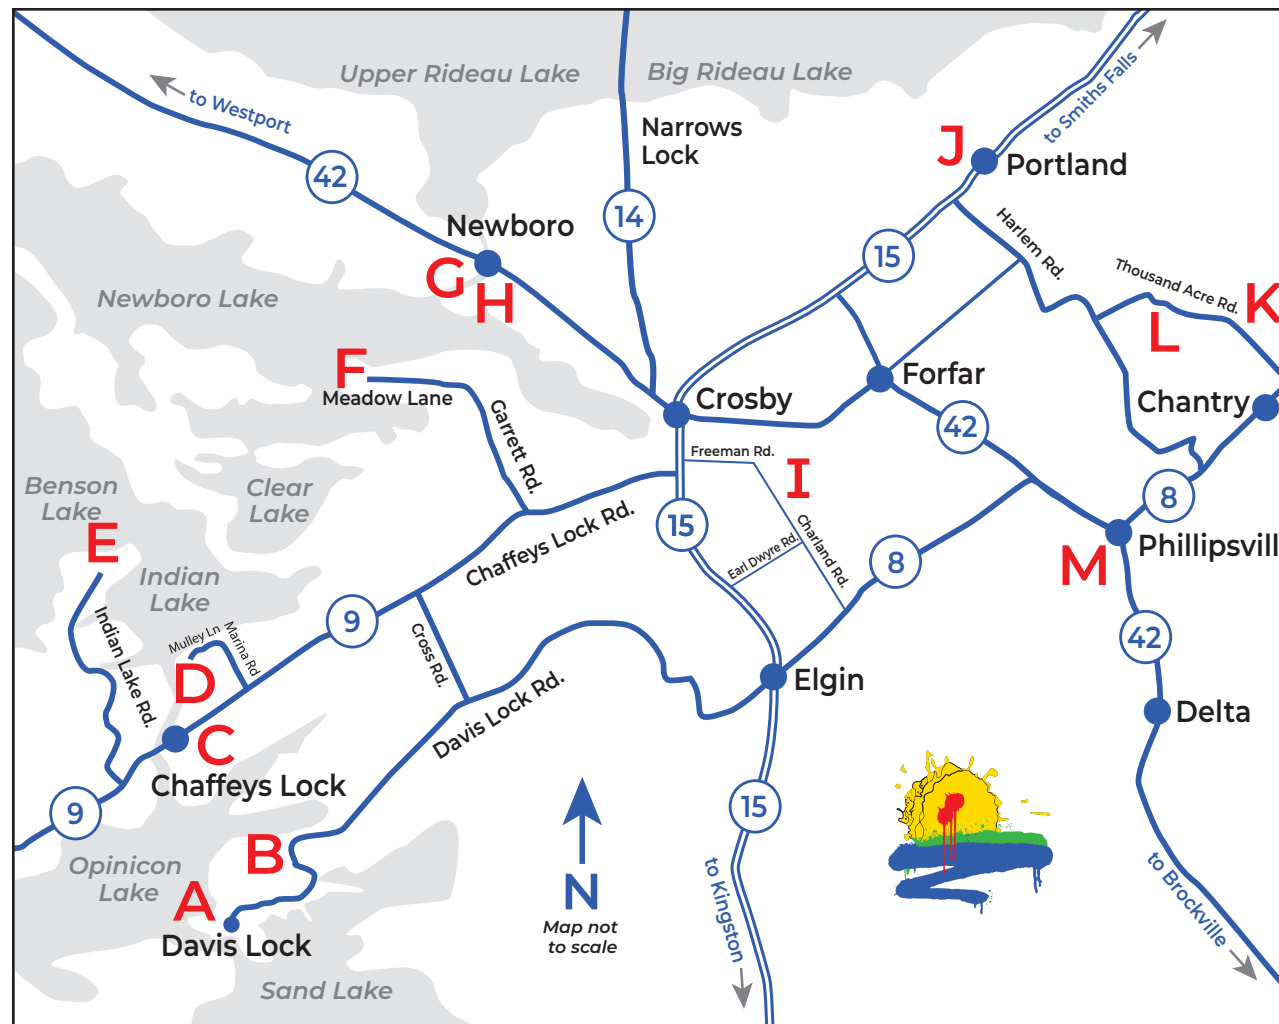 Upper Rideau Lake
Big Rideau Lake
to Westport
to Smiths Falls
Narrows
Lock
J
Portland
42
14
Newboro
15
Harlem Rd.
G
H
Newboro Lake
Thousand Acre Rd.
K
L
F
Meadow Lane
Forfar
Crosby
Chantry
Garrett Rd.
42
Freeman Rd.
I
Benson
Lake
Clear
Lake
8
Chaffeys Lock Rd.
15
Charland Rd.
Earl Dwyre Rd.
E
Phillipsvill
M
8
Indian
Lake
9
Indian Lake Rd.
Mulley Ln
Marina Rd
Cross Rd.
42
D
Elgin
Davis Lock Rd.
Delta
C
Chaffeys Lock
9
15
B
Opinicon
Lake
A
N
Map not
to scale
to Kingston
to Brockville
Davis Lock
Sand Lake